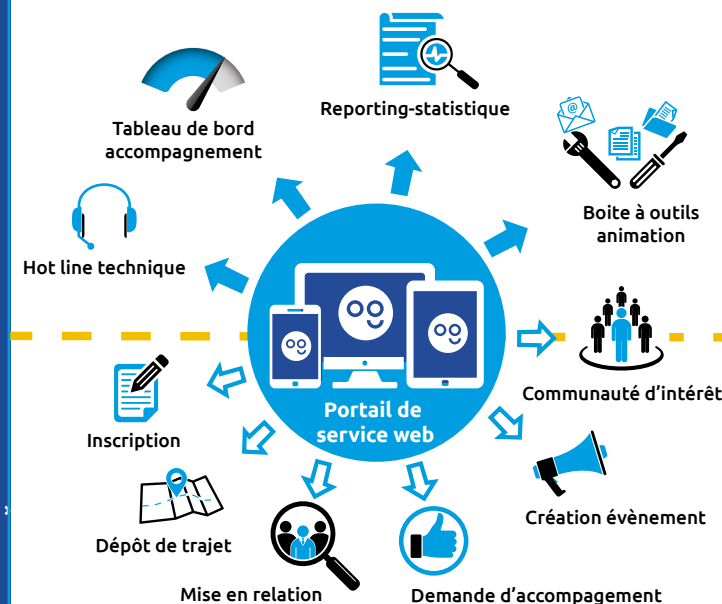 Reporting-statistique
Tableau de bord
accompagnement
Boite à outils
animation
Hot line technique
Communauté d'intérêt
Portail de
service web
Inscription
Création évènement
Dépôt de trajet
Mise en relation
Demande d'accompagement